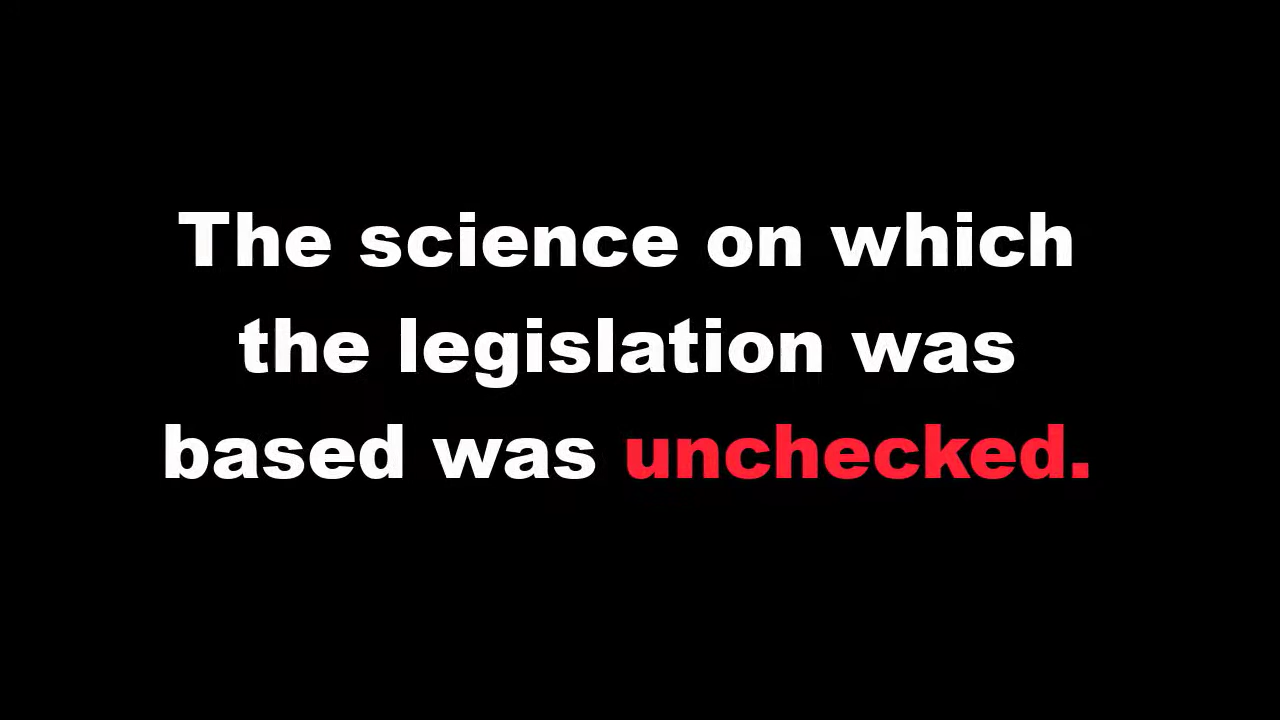 The science on which
the legislation was
based was unchecked.